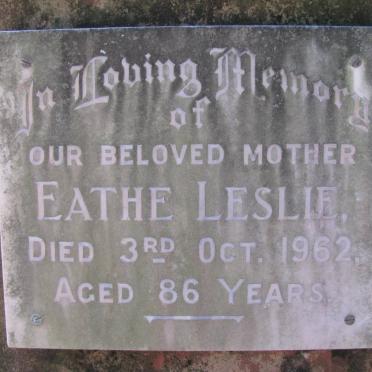 In Loving Memory
of
OUR BELOVED MOTHER
EATHE LESLIE,
DIED 3RD OCT. 1962,
AGED 86 YEARS.